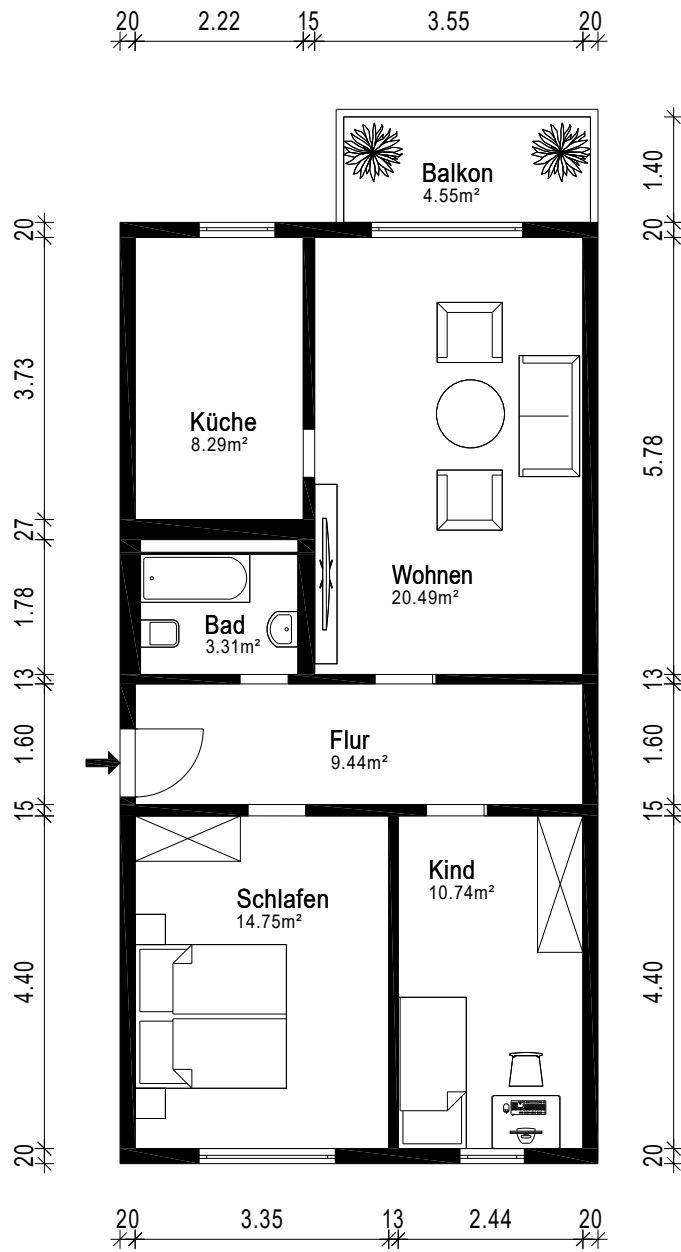 20 2.22 15 3.55 20
Balkon
4.55m²
1.40
20
20
3.73
5.78
Küche
8.29m²
27
Wohnen
20.49m²
1.78
Bad
3.31m²
13
13
1.60
Flur
9.44m²
1.60
15
15
Kind
10.74m²
Schlafen
14.75m²
4.40
4.40
20
20
20 3.35 13 2.44 20